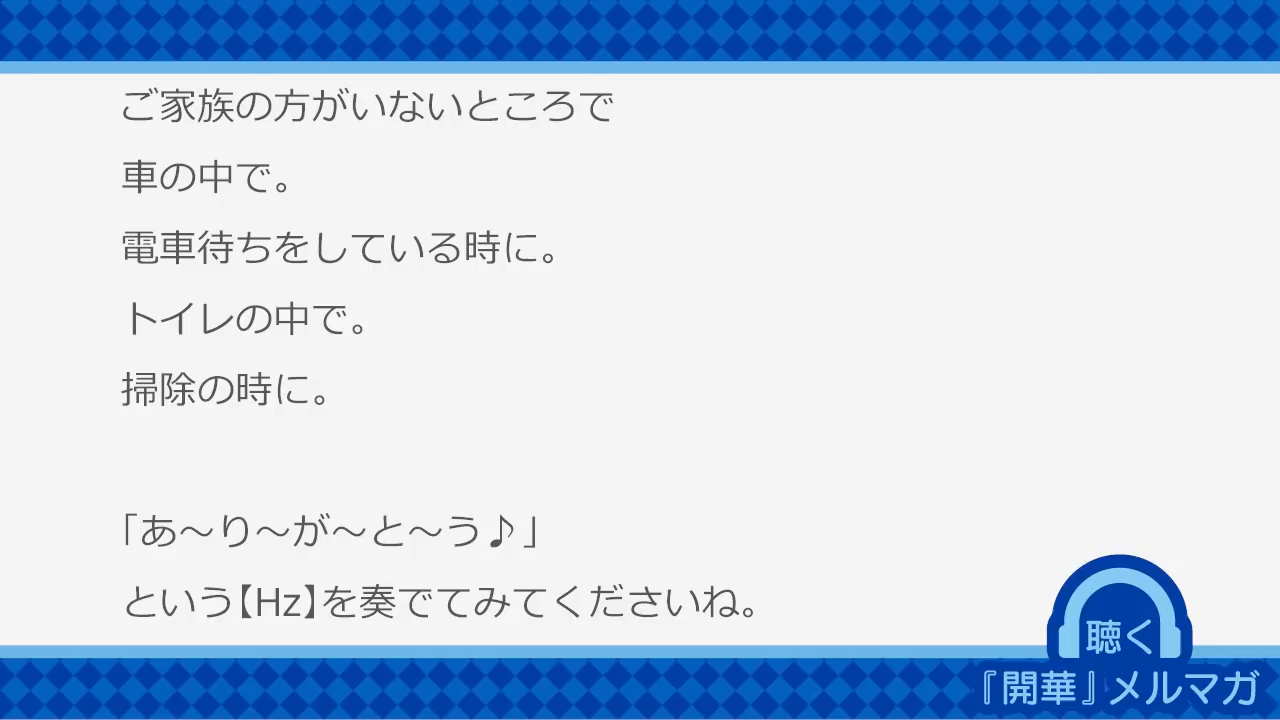 ご家族の方がいないところで
車の中で。
電車待ちをしている時に。
トイレの中で。
掃除の時に。
「あ～り～が～と～う♪」
という【Hz】を奏でてみてくださいね。
聴く
『開華』メルマガ